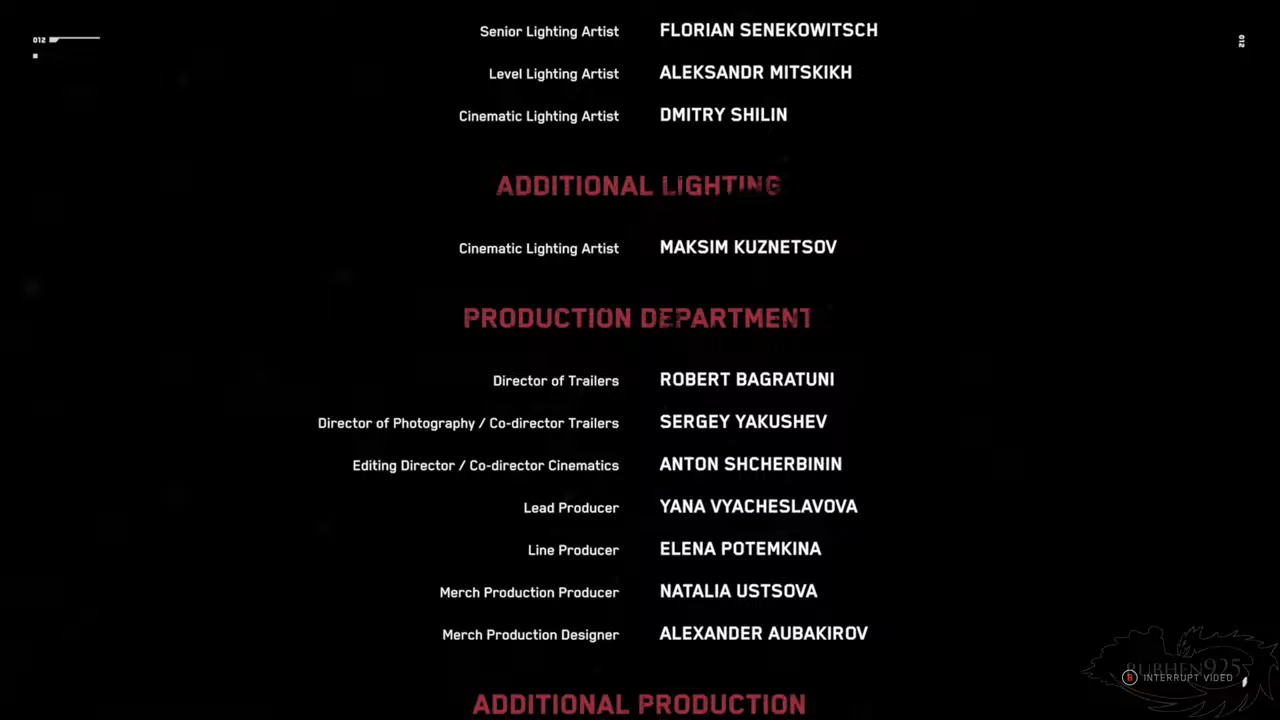 012
012
Senior Lighting Artist FLORIAN SENEKOWITSCH
Level Lighting Artist ALEKSANDR MITSKIKH
Cinematic Lighting Artist DMITRY SHILIN
ADDITIONAL LIGHTING
Cinematic Lighting Artist MAKSIM KUZNETSOV
PRODUCTION DEPARTMENT
Director of Trailers ROBERT BAGRATUNI
Director of Photography / Co-director Trailers SERGEY YAKUSHEV
Editing Director / Co-director Cinematics ANTON SHCHERBININ
Lead Producer YANA VYACHESLAVOVA
Line Producer ELENA POTEMKINA
Merch Production Producer NATALIA USTSOVA
Merch Production Designer ALEXANDER AUBAKIROV
BUBHEN925
B INTERRUPT VIDEO
ADDITIONAL PRODUCTION